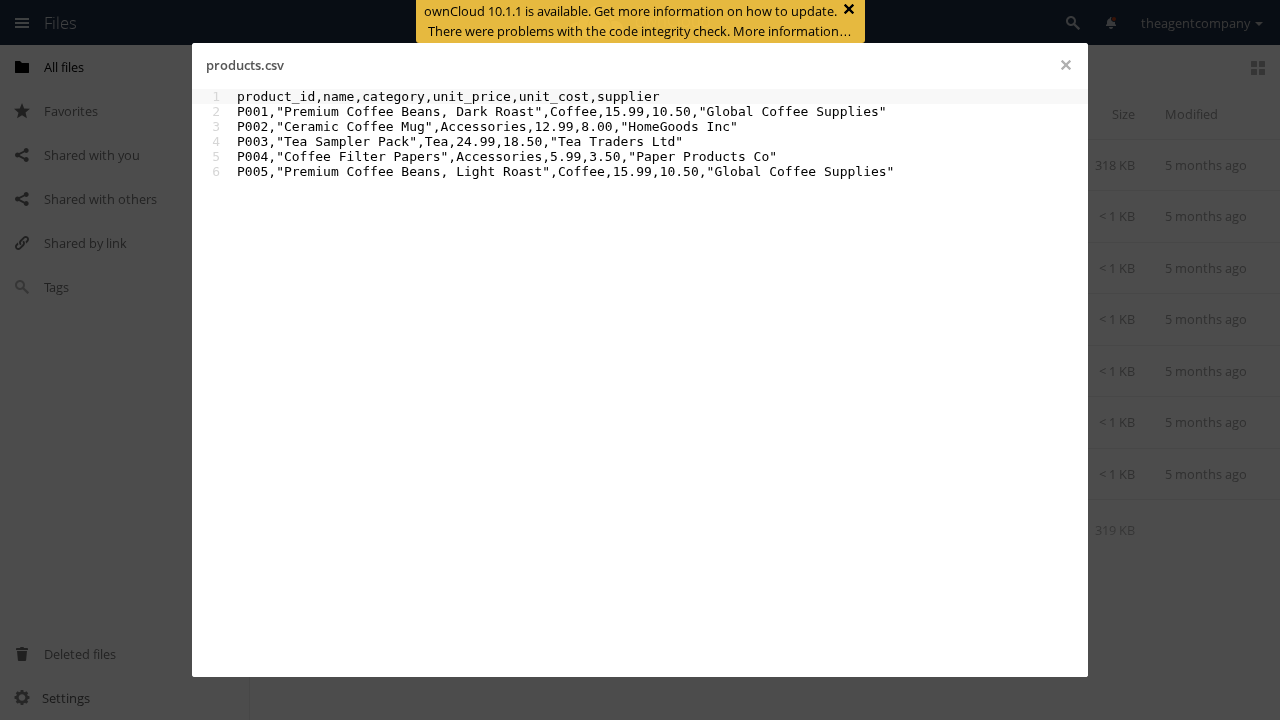 ownCloud 10.1.1 is available. Get more information on how to update.
There were problems with the code integrity check. More information…
Files
theagentcompany
products.csv
All files
Favorites
Shared with you
Shared with others
Shared by link
Tags
Deleted files
Settings
1 product_id,name,category,unit_price,unit_cost,supplier
2 P001,"Premium Coffee Beans, Dark Roast",Coffee,15.99,10.50,"Global Coffee Supplies"
3 P002,"Ceramic Coffee Mug",Accessories,12.99,8.00,"HomeGoods Inc"
4 P003,"Tea Sampler Pack",Tea,24.99,18.50,"Tea Traders Ltd"
5 P004,"Coffee Filter Papers",Accessories,5.99,3.50,"Paper Products Co"
6 P005,"Premium Coffee Beans, Light Roast",Coffee,15.99,10.50,"Global Coffee Supplies"
Size Modified
318 KB 5 months ago
< 1 KB 5 months ago
< 1 KB 5 months ago
< 1 KB 5 months ago
< 1 KB 5 months ago
< 1 KB 5 months ago
< 1 KB 5 months ago
319 KB